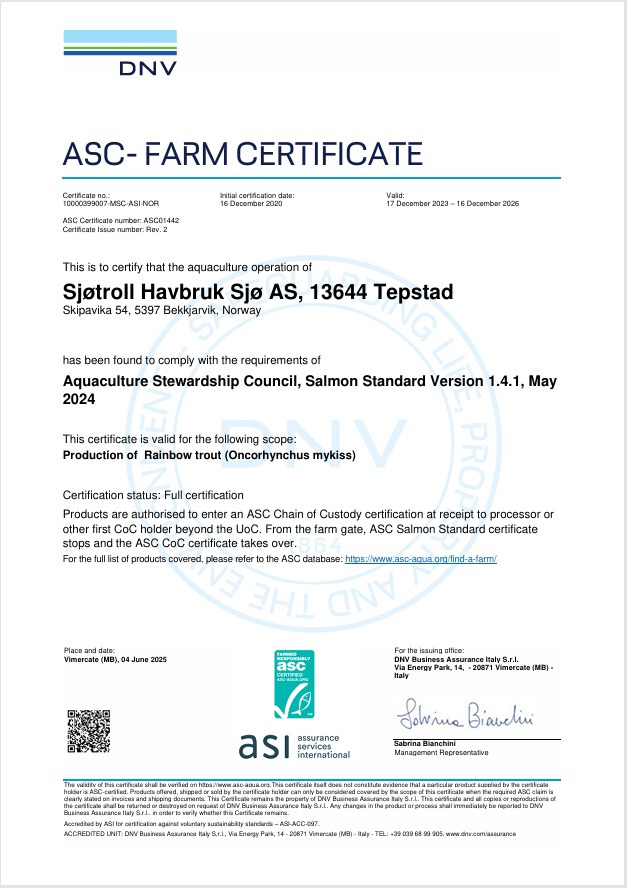 DNV
ASC- FARM CERTIFICATE
Certificate no.:
10000399007-MSC-ASI-NOR
Initial certification date:
16 December 2020
Valid:
17 December 2023 – 16 December 2026
ASC Certificate number: ASC01442
Certificate Issue number: Rev. 2
This is to certify that the aquaculture operation of
Sjøtroll Havbruk Sjø AS, 13644 Tepstad
Skipavika 54, 5397 Bekkjarvik, Norway
has been found to comply with the requirements of
Aquaculture Stewardship Council, Salmon Standard Version 1.4.1, May
2024
This certificate is valid for the following scope:
Production of Rainbow trout (Oncorhynchus mykiss)
Certification status: Full certification
Products are authorised to enter an ASC Chain of Custody certification at receipt to processor or
other first CoC holder beyond the UoC. From the farm gate, ASC Salmon Standard certificate
stops and the ASC CoC certificate takes over.
For the full list of products covered, please refer to the ASC database: https://www.asc-aqua.org/find-a-farm/
SAFEGUARDING LIFE, PROPERTY AND THE ENVIRONMENT
DNV
1864
Place and date:
Vimercate (MB), 04 June 2025
FARMED
RESPONSIBLY
asc
CERTIFIED
ASC-AQUA.ORG
asi assurance
services
international
For the issuing office:
DNV Business Assurance Italy S.r.l.
Via Energy Park, 14, - 20871 Vimercate (MB) -
Italy
Sabrina Bianchini
Sabrina Bianchini
Management Representative
The validity of this certificate shall be verified on https://www.asc-aqua.org.This certificate itself does not constitute evidence that a particular product supplied by the certificate
holder is ASC-certified. Products offered, shipped or sold by the certificate holder can only be considered covered by the scope of this certificate when the required ASC claim is
clearly stated on invoices and shipping documents. This Certificate remains the property of DNV Business Assurance Italy S.r.l. This certificate and all copies or reproductions of
the certificate shall be returned or destroyed on request of DNV Business Assurance Italy S.r.l. Any changes in the product or process shall immediately be reported to DNV
Business Assurance Italy S.r.l. in order to verify whether this Certificate remains.
Accredited by ASI for certification against voluntary sustainability standards – ASI-ACC-097.
ACCREDITED UNIT: DNV Business Assurance Italy S.r.l., Via Energy Park, 14 - 20871 Vimercate (MB) - Italy - TEL: +39 039 68 99 905. www.dnv.com/assurance